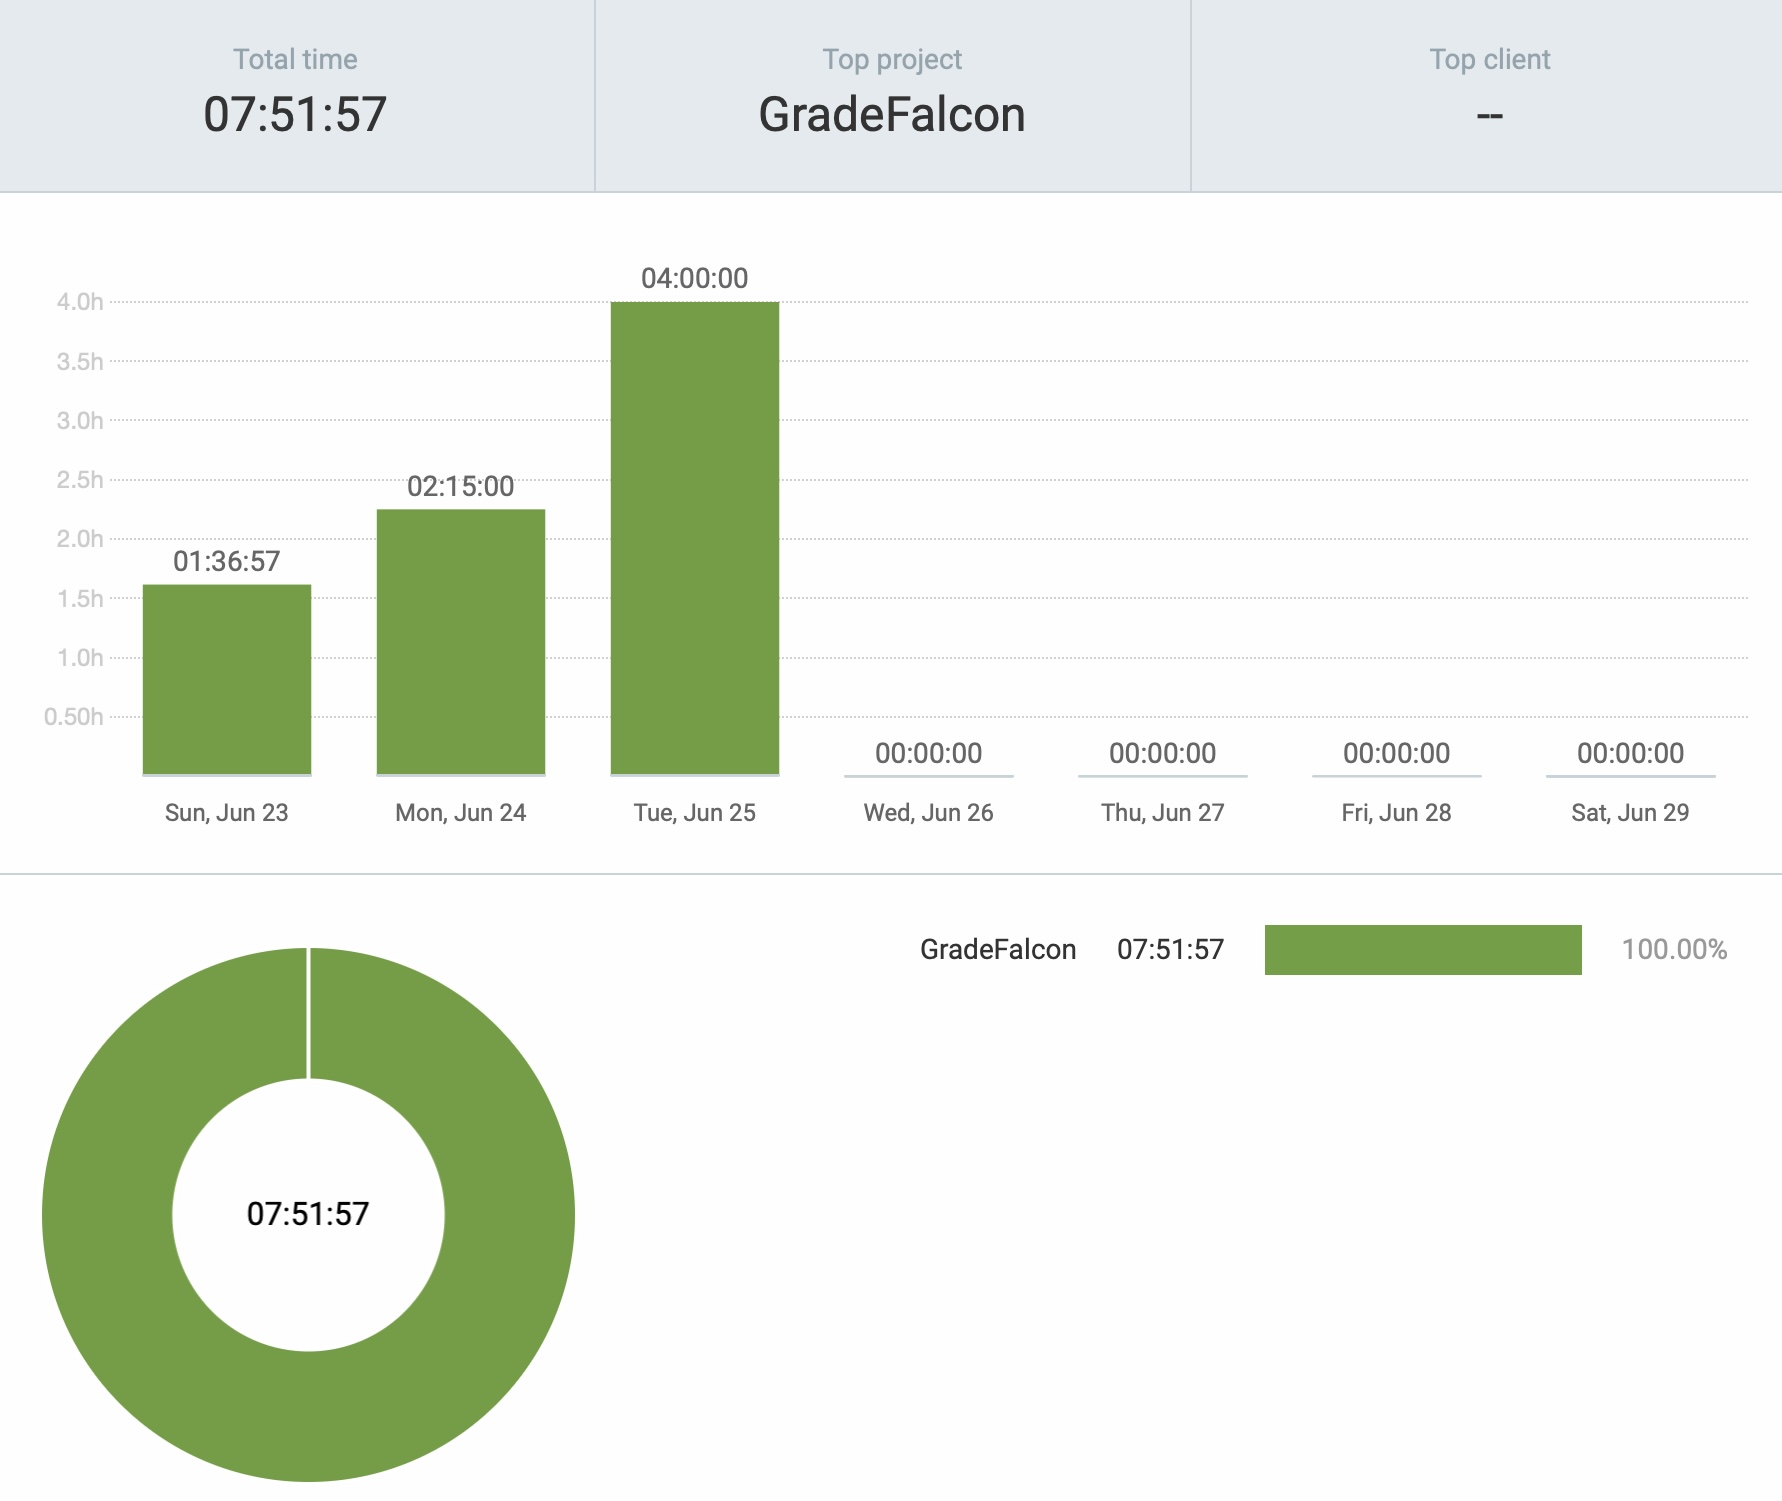 Total time
07:51:57
Top project
GradeFalcon
Top client
--
04:00:00
4.0h
3.5h
3.0h
2.5h
02:15:00
2.0h
01:36:57
1.5h
1.0h
0.50h
00:00:00
00:00:00
00:00:00
00:00:00
Sun, Jun 23
Mon, Jun 24
Tue, Jun 25
Wed, Jun 26
Thu, Jun 27
Fri, Jun 28
Sat, Jun 29
GradeFalcon 07:51:57 100.00%
07:51:57